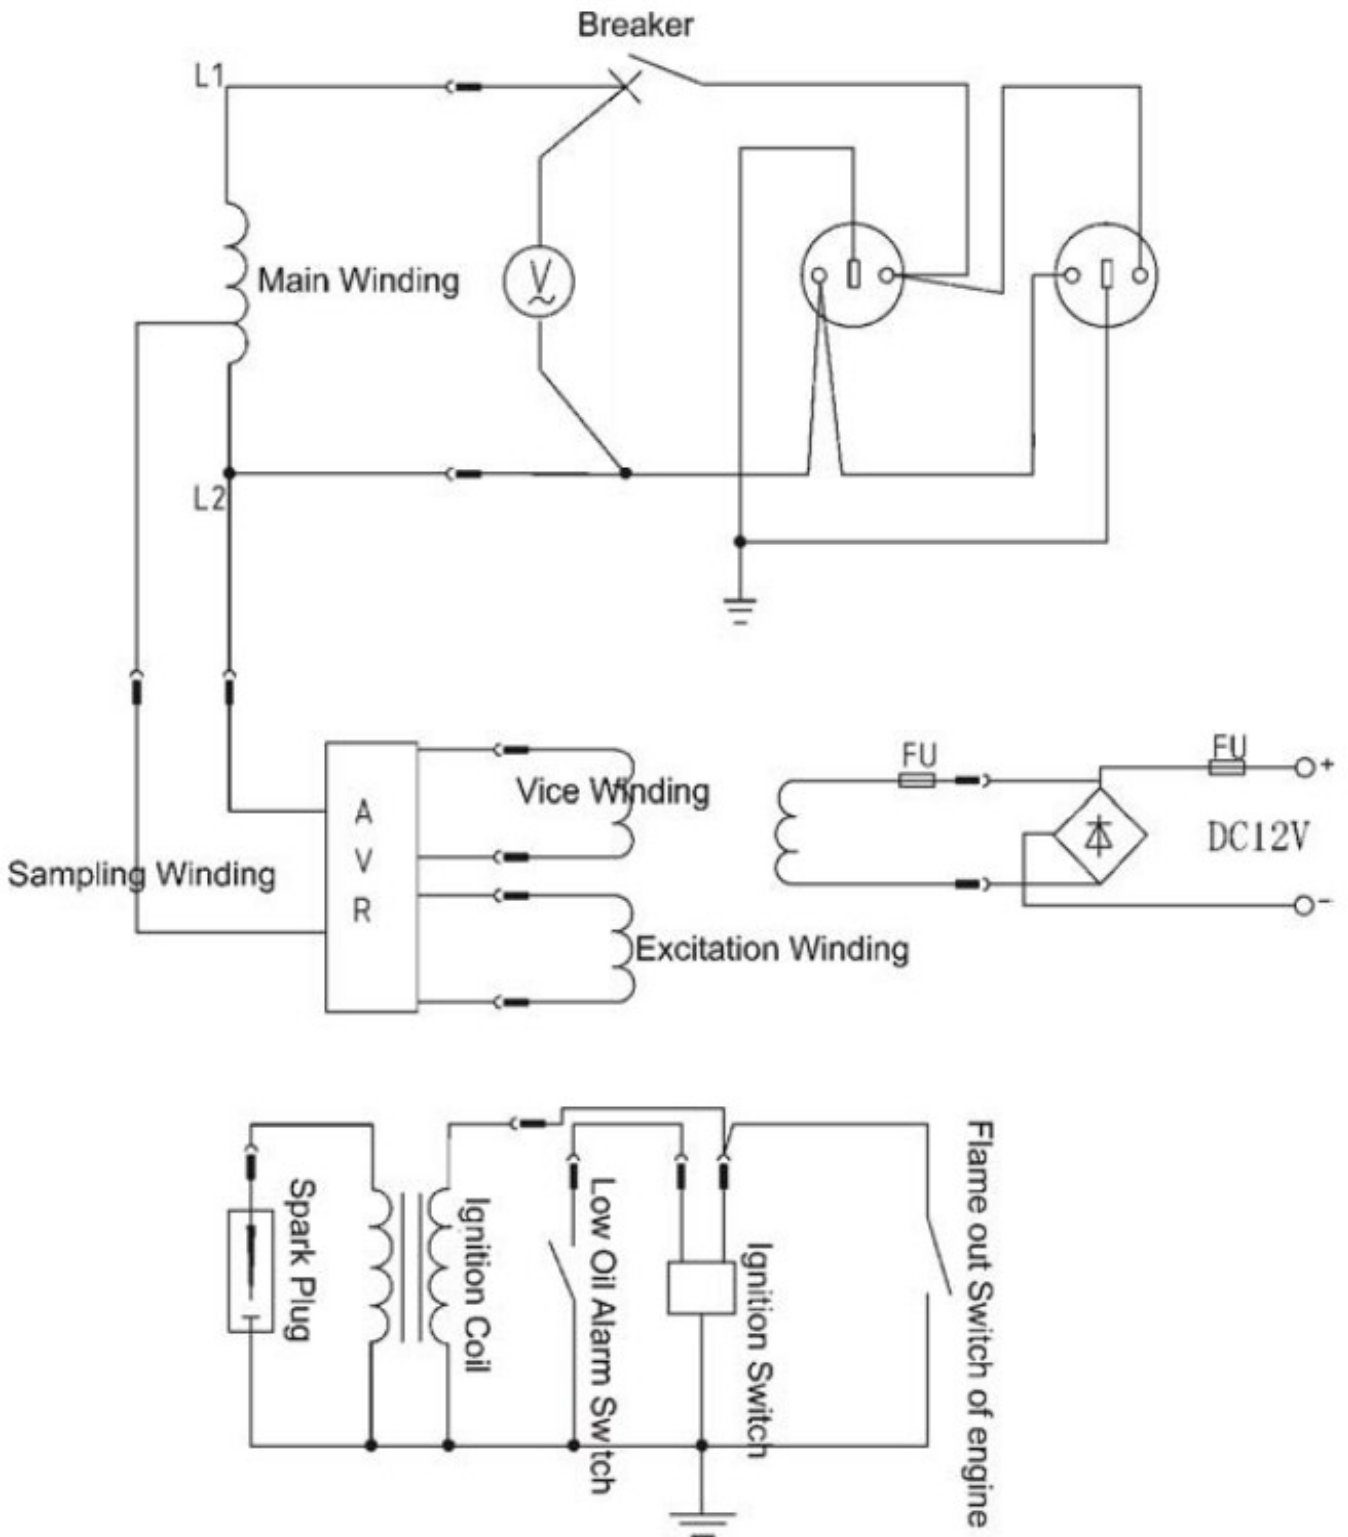 Breaker
L1
Main Winding
V
L2
FU
FU
+
Vice Winding
A
V
R
DC12V
Sampling Winding
-
Excitation Winding
Spark Plug
Ignition Coil
Low Oil Alarm Swtch
Ignition Switch
Flame out Switch of engine